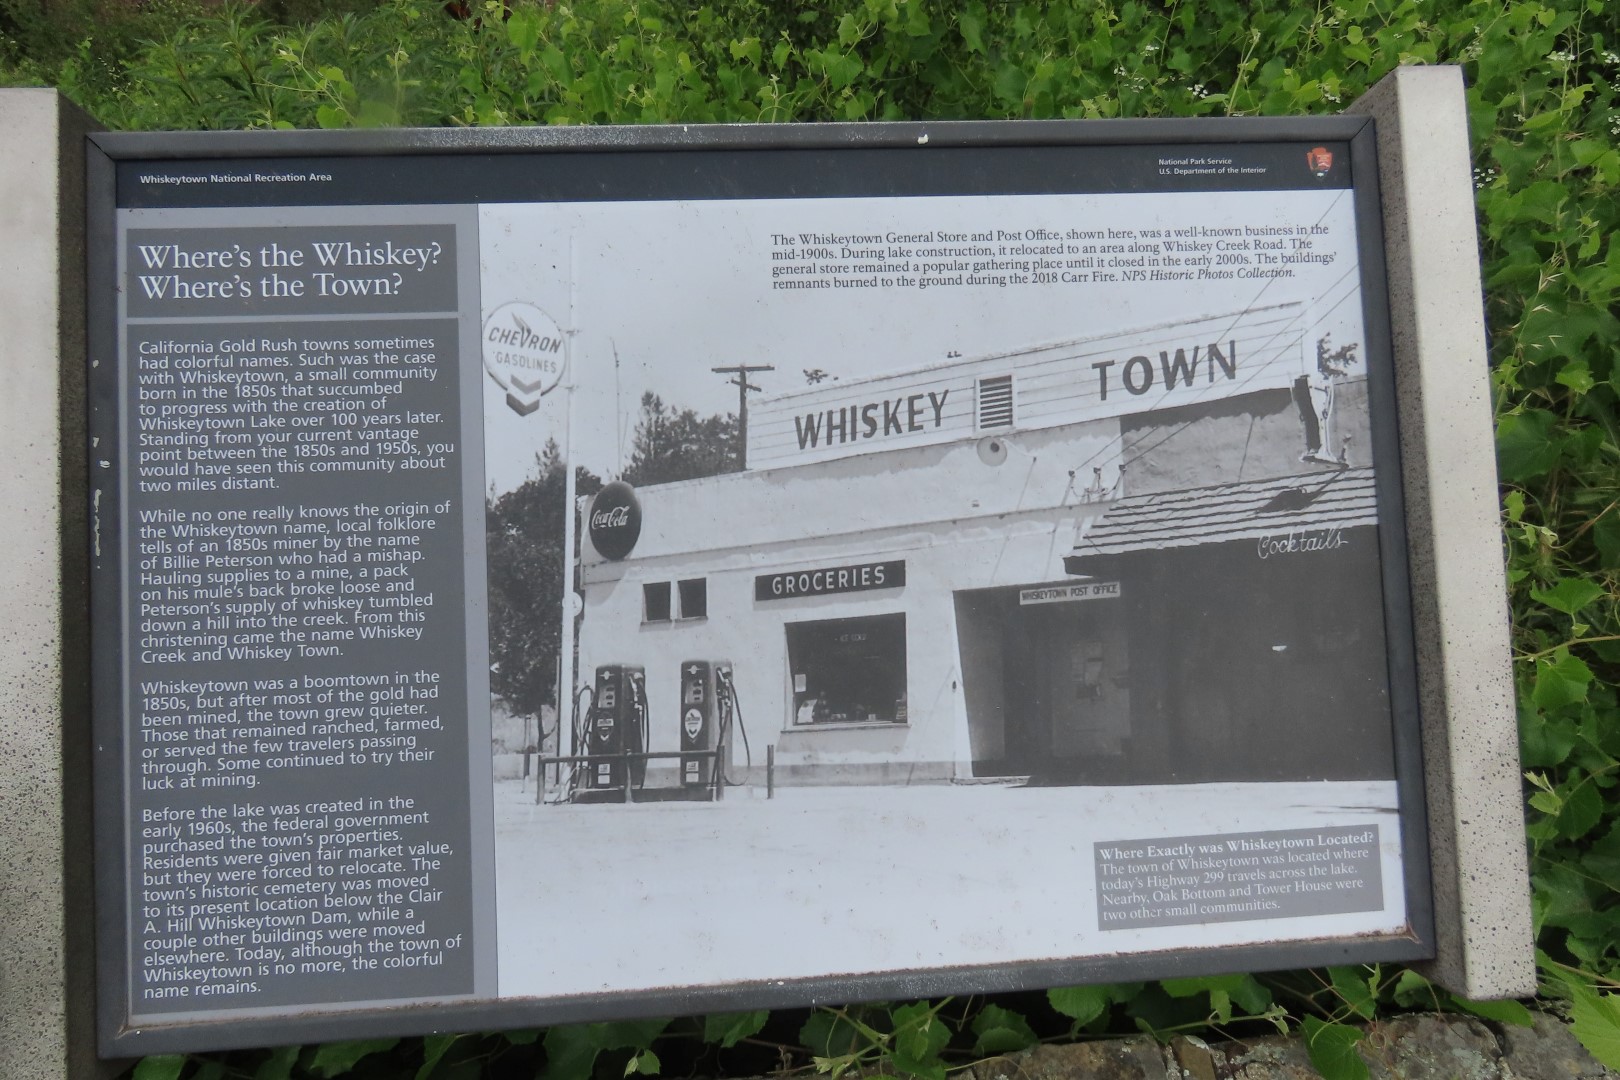 Whiskeytown National Recreation Area
National Park Service
U.S. Department of the Interior
Where's the Whiskey?
Where's the Town?
California Gold Rush towns sometimes
had colorful names. Such was the case
with Whiskeytown, a small community
born in the 1850s that succumbed
to progress with the creation of
Whiskeytown Lake over 100 years later.
Standing from your current vantage
point between the 1850s and 1950s, you
would have seen this community about
two miles distant.
While no one really knows the origin of
the Whiskeytown name, local folklore
tells of an 1850s miner by the name
of Billie Peterson who had a mishap.
Hauling supplies to a mine, a pack
on his mule's back broke loose and
Peterson's supply of whiskey tumbled
down a hill into the creek. From this
christening came the name Whiskey
Creek and Whiskey Town.
Whiskeytown was a boomtown in the
1850s, but after most of the gold had
been mined, the town grew quieter.
Those that remained ranched, farmed,
or served the few travelers passing
through. Some continued to try their
luck at mining.
Before the lake was created in the
early 1960s, the federal government
purchased the town's properties.
Residents were given fair market value,
but they were forced to relocate. The
town's historic cemetery was moved
to its present location below the Clair
A. Hill Whiskeytown Dam, while a
couple other buildings were moved
elsewhere. Today, although the town of
Whiskeytown is no more, the colorful
name remains.
The Whiskeytown General Store and Post Office, shown here, was a well-known business in the
mid-1900s. During lake construction, it relocated to an area along Whiskey Creek Road. The
general store remained a popular gathering place until it closed in the early 2000s. The buildings'
remnants burned to the ground during the 2018 Carr Fire. NPS Historic Photos Collection.
CHEVRON
GASOLINES
WHISKEY TOWN
Coca-Cola
Cocktails
GROCERIES
WHISKEYTOWN POST OFFICE
Where Exactly was Whiskeytown Located?
The town of Whiskeytown was located where
today's Highway 299 travels across the lake.
Nearby, Oak Bottom and Tower House were
two other small communities.